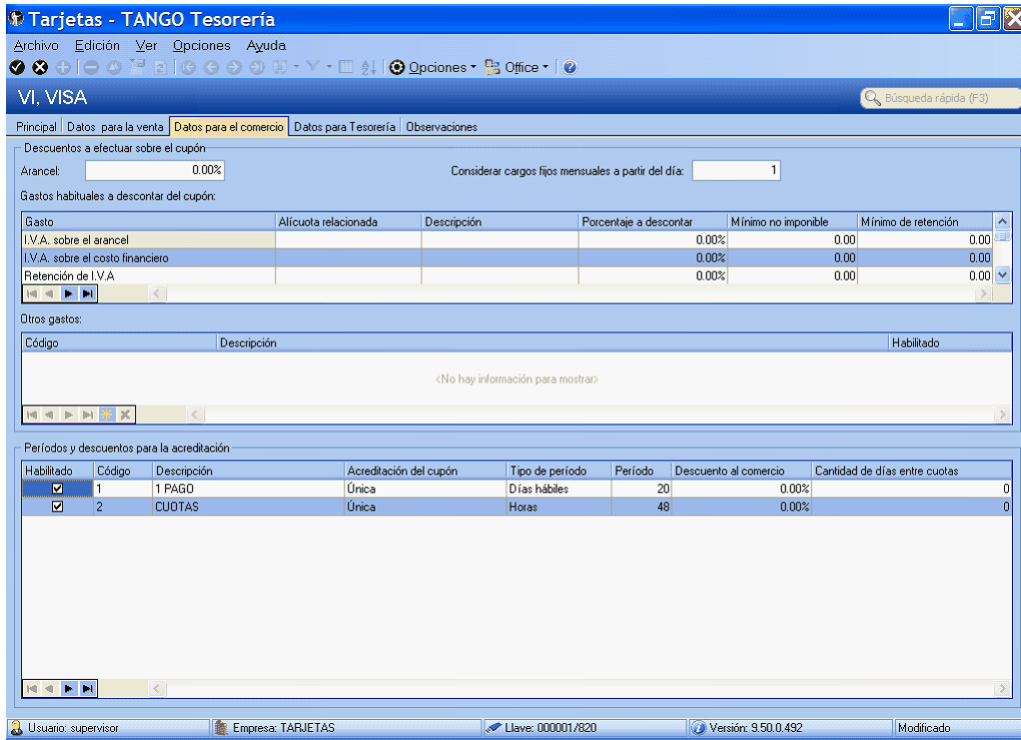 Tarjetas - TANGO Tesorería
Archivo Edición Ver Opciones Ayuda
Opciones Office
VI, VISA
Búsqueda rápida (F3)
Principal Datos para la venta Datos para el comercio Datos para Tesorería Observaciones
Descuentos a efectuar sobre el cupón
Arancel: 0.00% Considerar cargos fijos mensuales a partir del día: 1
Gastos habituales a descontar del cupón:
Gasto Alícuota relacionada Descripción Porcentaje a descontar Mínimo no imponible Mínimo de retención
I.V.A. sobre el arancel 0.00% 0.00 0.00
I.V.A. sobre el costo financiero 0.00% 0.00 0.00
Retención de I.V.A 0.00% 0.00 0.00
Otros gastos:
Código Descripción Habilitado
<No hay información para mostrar>
Períodos y descuentos para la acreditación
Habilitado Código Descripción Acreditación del cupón Tipo de período Período Descuento al comercio Cantidad de días entre cuotas
1 1 PAGO Única Días hábiles 20 0.00% 0
2 CUOTAS Única Horas 48 0.00% 0
Usuario: supervisor Empresa: TARJETAS Llave: 000001/820 Versión: 9.50.0.492 Modificado